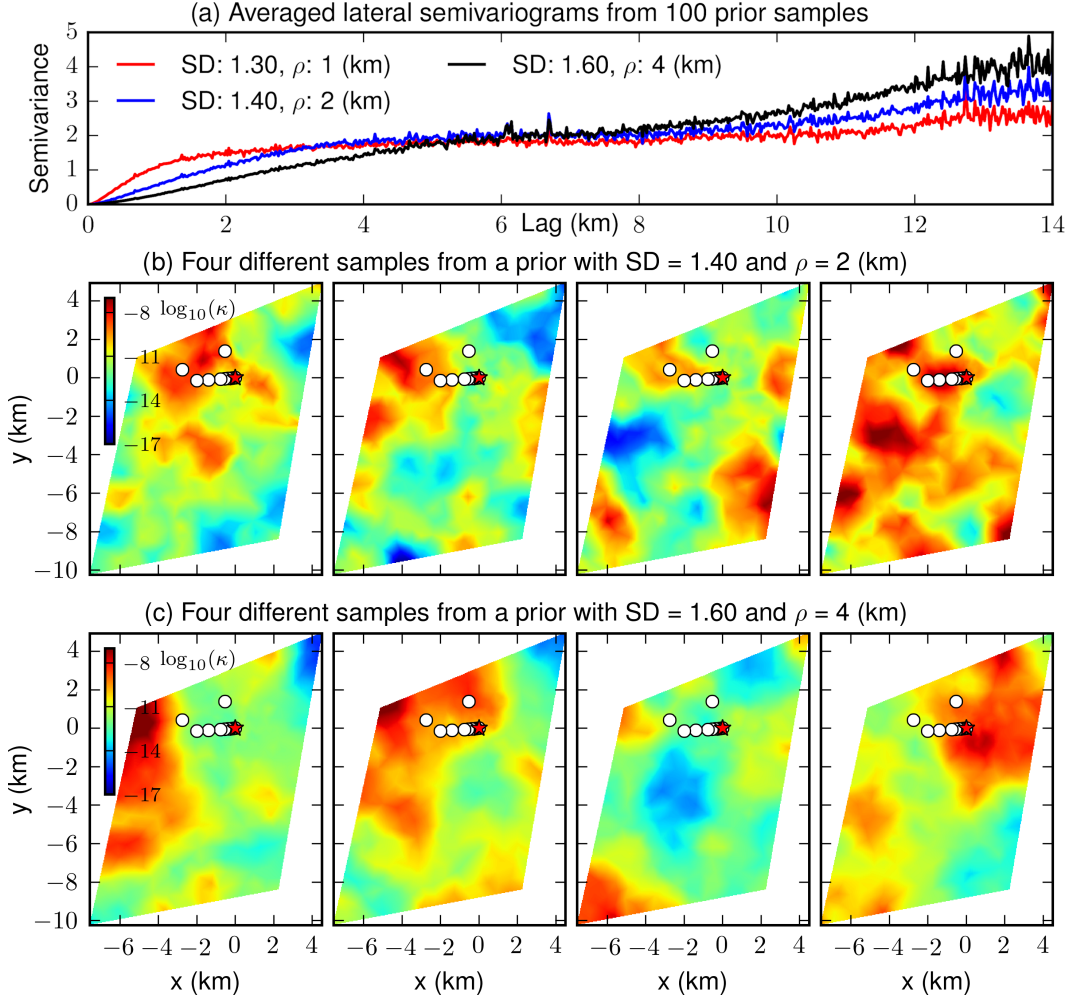 (a) Averaged lateral semivariograms from 100 prior samples
5
4
3
2
1
0
Semivariance
SD: 1.30, ρ: 1 (km)
SD: 1.40, ρ: 2 (km)
SD: 1.60, ρ: 4 (km)
0 2 4 6 8 10 12 14
Lag (km)
(b) Four different samples from a prior with SD = 1.40 and ρ = 2 (km)
4
2
0
−2
−4
−6
−8
−10
y (km)
log₁₀(κ)
−8
−11
−14
−17
(c) Four different samples from a prior with SD = 1.60 and ρ = 4 (km)
4
2
0
−2
−4
−6
−8
−10
y (km)
log₁₀(κ)
−8
−11
−14
−17
−6 −4 −2 0 2 4
−6 −4 −2 0 2 4
−6 −4 −2 0 2 4
−6 −4 −2 0 2 4
x (km)
x (km)
x (km)
x (km)